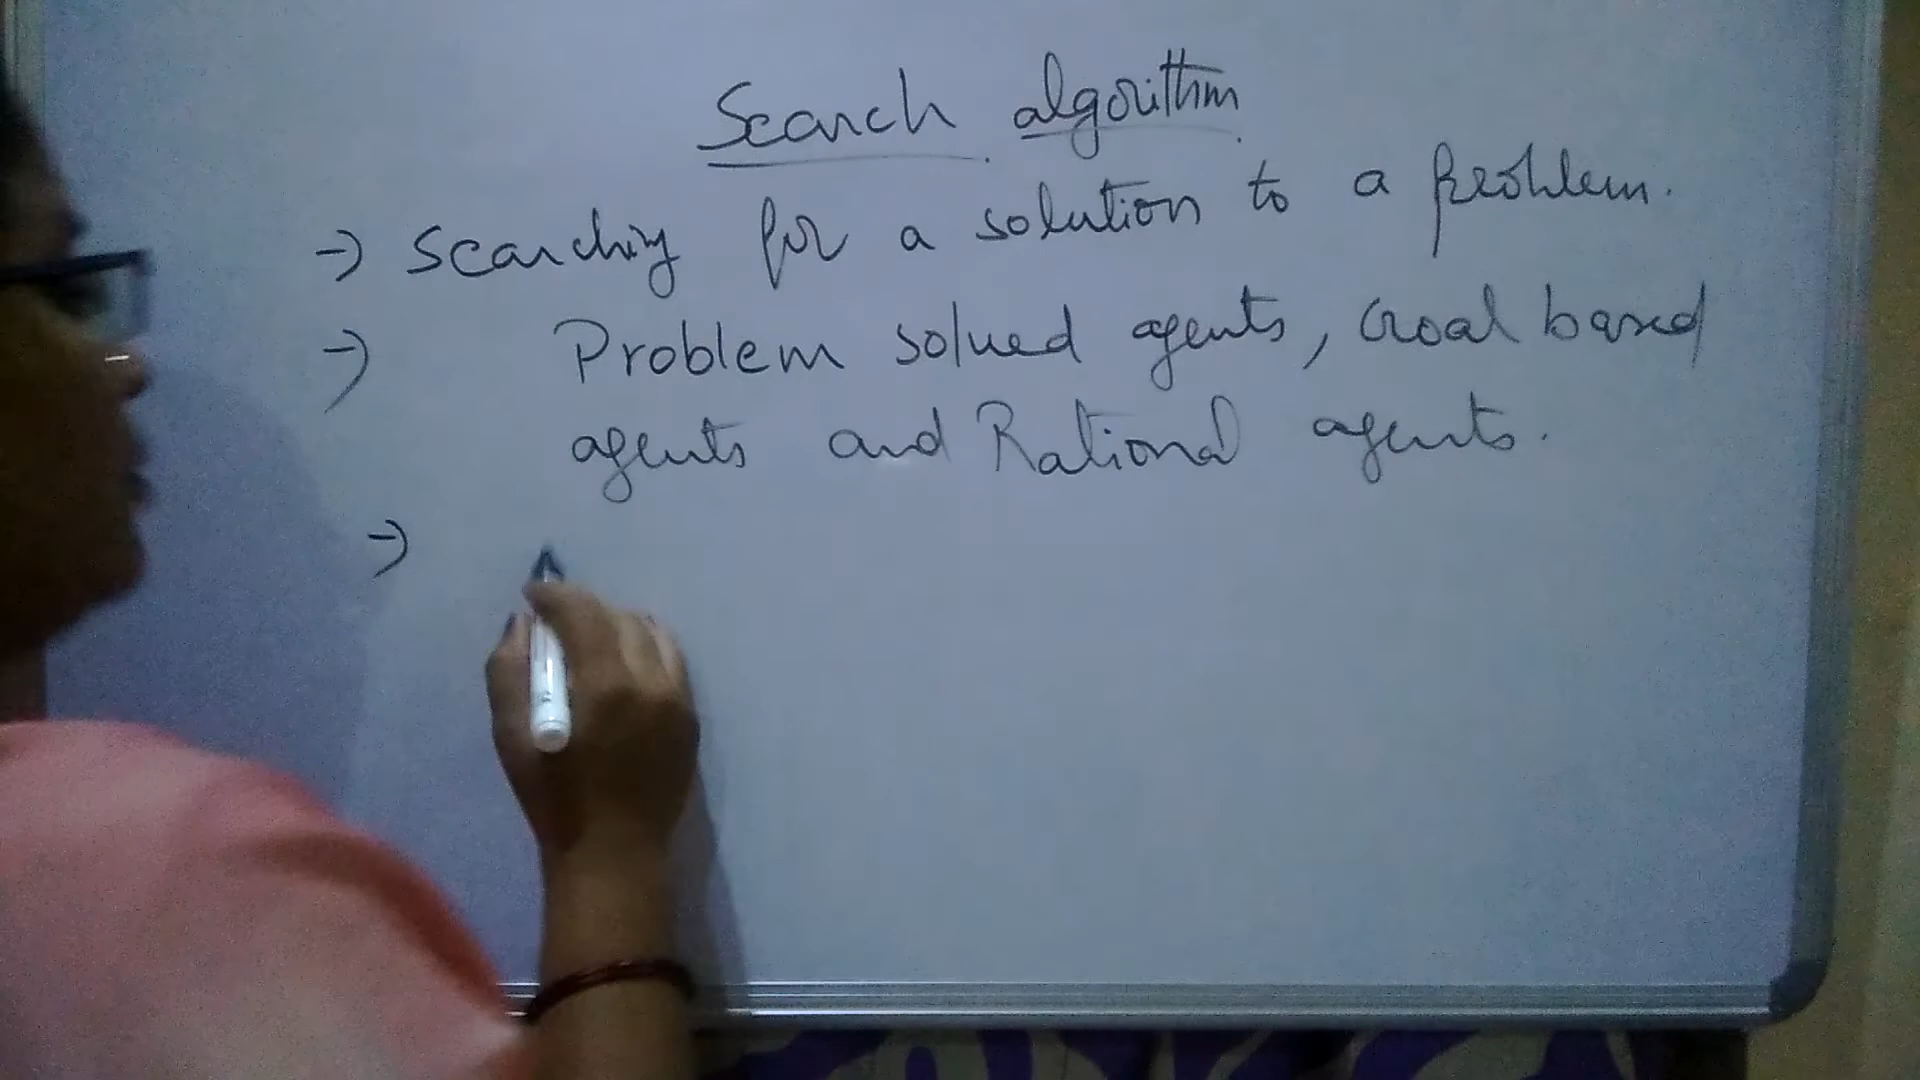 Search algorithm
→ Searching for a solution to a problem.
→ Problem solved agents, Goal based
agents and Rational agents.
→